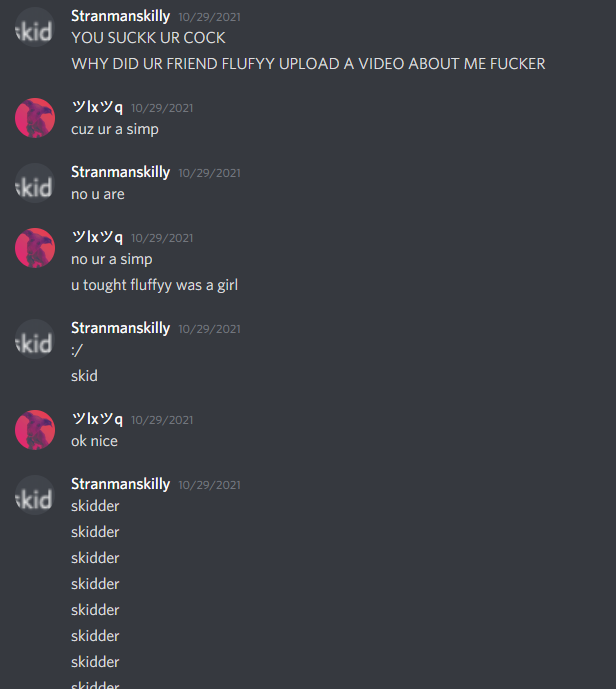 Stranmanskilly 10/29/2021
YOU SUCKK UR COCK
WHY DID UR FRIEND FLUFYY UPLOAD A VIDEO ABOUT ME FUCKER
ツlxツq 10/29/2021
cuz ur a simp
Stranmanskilly 10/29/2021
no u are
ツlxツq 10/29/2021
no ur a simp
u tought fluffyy was a girl
Stranmanskilly 10/29/2021
:/
skid
ツlxツq 10/29/2021
ok nice
Stranmanskilly 10/29/2021
skidder
skidder
skidder
skidder
skidder
skidder
skidder
skidder